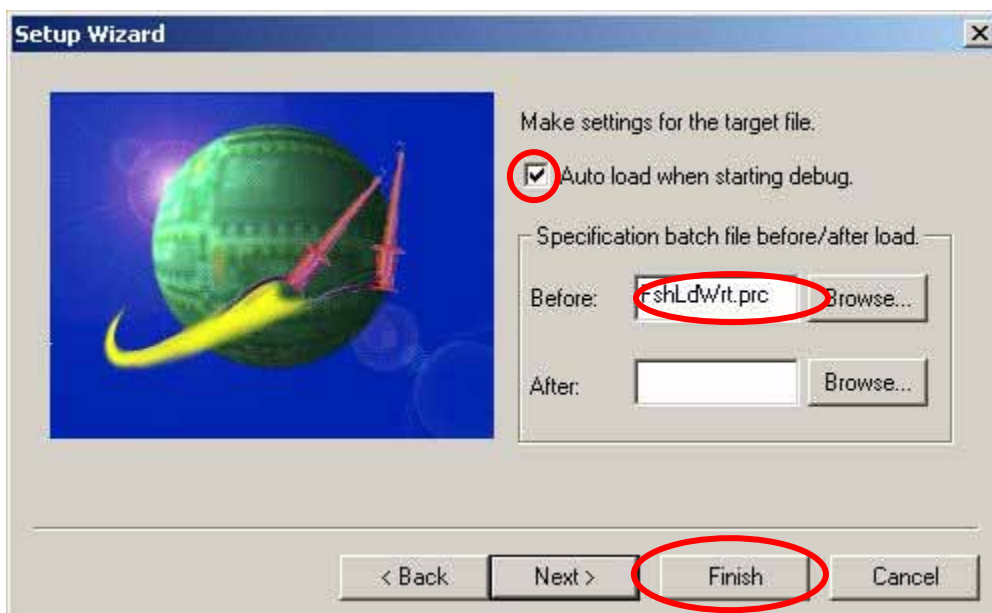 Setup Wizard
Make settings for the target file.
Auto load when starting debug.
Specification batch file before/after load.
Before: FshLdWrt.prc Browse...
After: Browse...
< Back Next > Finish Cancel